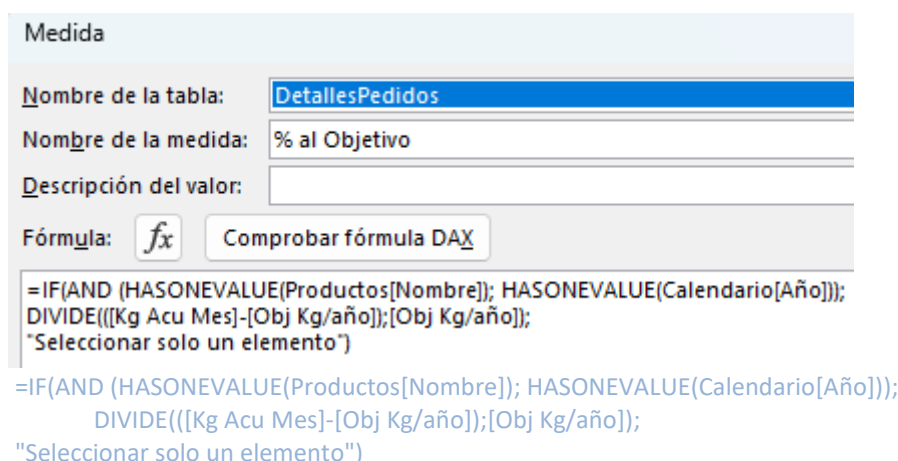 Medida
Nombre de la tabla: DetallesPedidos
Nombre de la medida: % al Objetivo
Descripción del valor:
Fórmula: fx Comprobar fórmula DAX
=IF(AND (HASONEVALUE(Productos[Nombre]); HASONEVALUE(Calendario[Año]));
DIVIDE(([Kg Acu Mes]-[Obj Kg/año]);[Obj Kg/año]);
"Seleccionar solo un elemento")
=IF(AND (HASONEVALUE(Productos[Nombre]); HASONEVALUE(Calendario[Año]));
DIVIDE(([Kg Acu Mes]-[Obj Kg/año]);[Obj Kg/año]);
"Seleccionar solo un elemento")